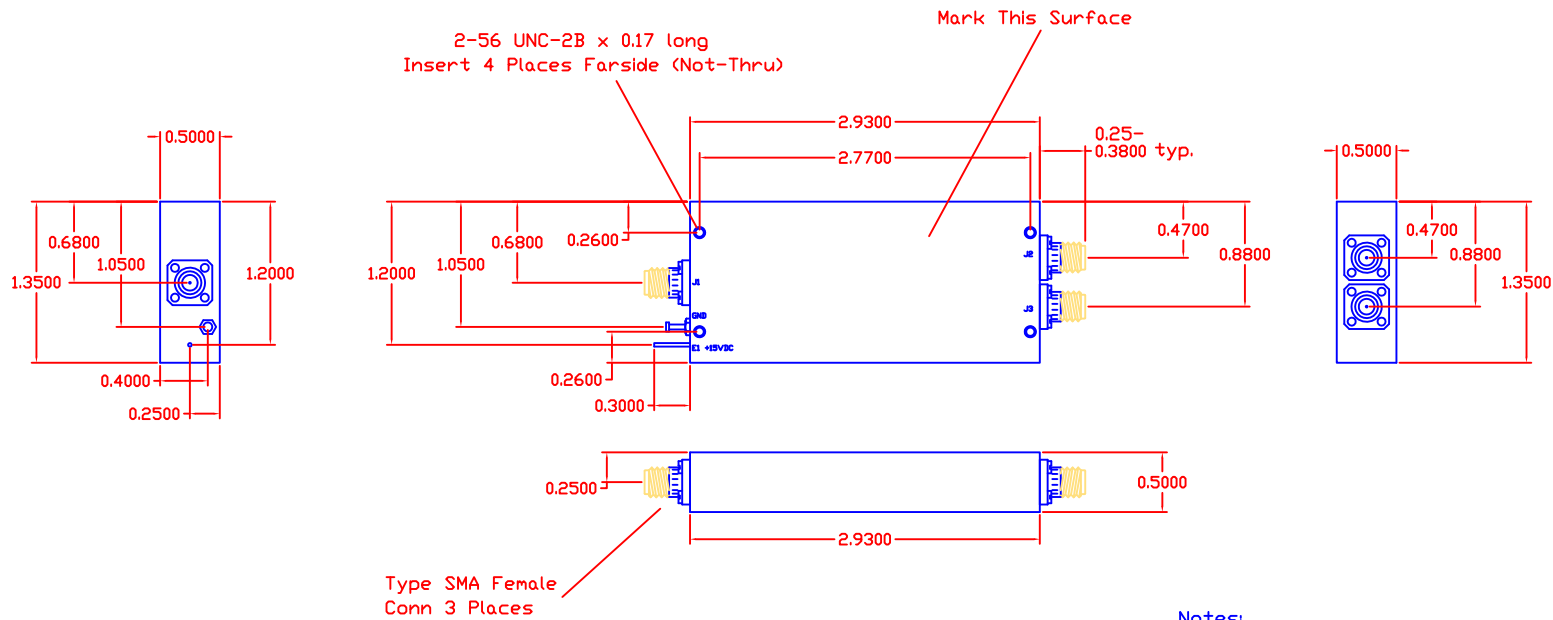 Mark This Surface
2-56 UNC-2B x 0.17 long
Insert 4 Places Farside (Not-Thru)
2.9300
0.25-
0.3800 typ.
2.7700
0.5000
0.5000
0.6800
1.0500
1.3500
1.2000
0.4000
0.2500
1.2000
1.0500
0.6800
0.2600
J1
GND
E1 +15VDC
J2
J3
0.4700
0.8800
0.2600
0.3000
0.4700
0.8800
1.3500
0.2500
0.5000
2.9300
Type SMA Female
Conn 3 Places
Notes: